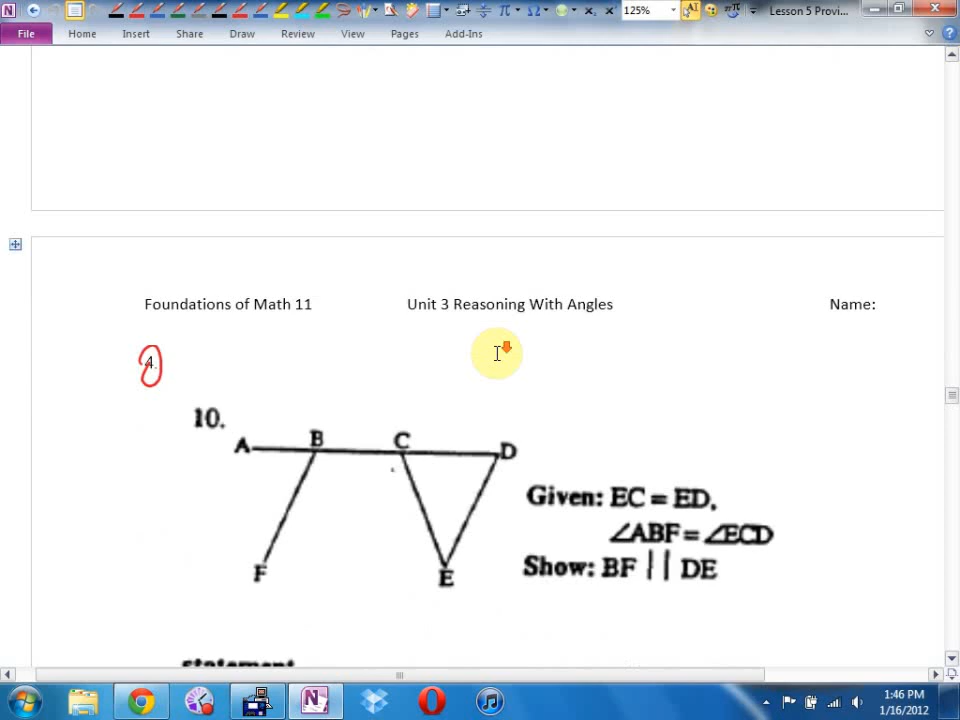 125% Lesson 5 Provi...
File Home Insert Share Draw Review View Pages Add-Ins
Foundations of Math 11 Unit 3 Reasoning With Angles Name:
4.
10.
A B C D
Given: EC = ED,
∠ABF = ∠ECD
Show: BF || DE
F E
statement
1:46 PM
1/16/2012